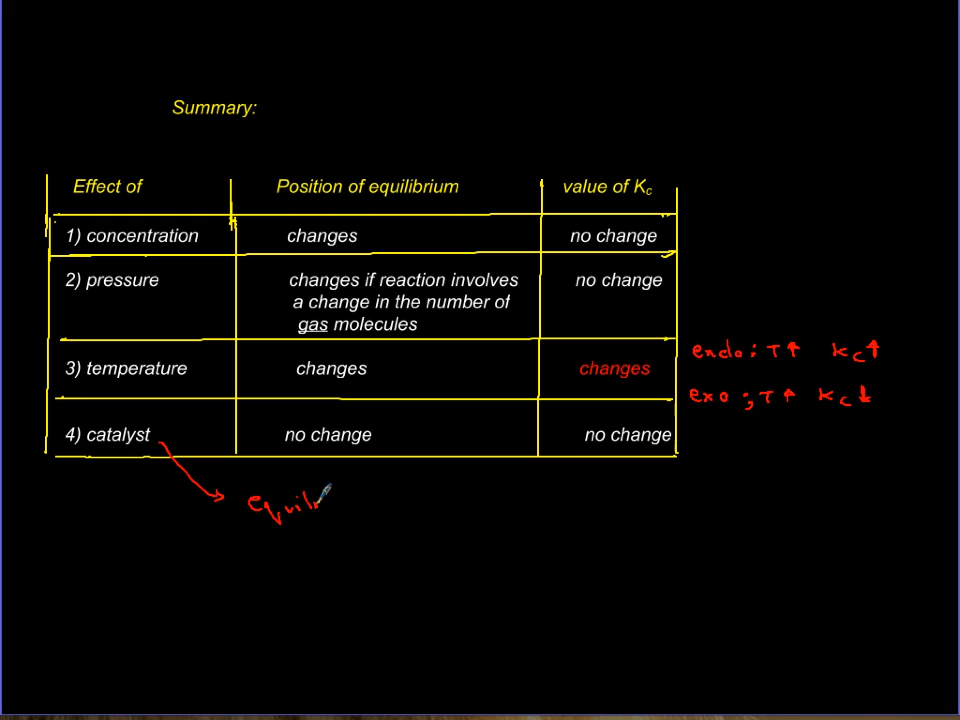 Summary:
Effect of Position of equilibrium value of Kc
1) concentration changes no change
2) pressure changes if reaction involves no change
a change in the number of
gas molecules
endo : T↑ Kc↑
3) temperature changes changes
exo ; T↑ Kc↓
4) catalyst no change no change